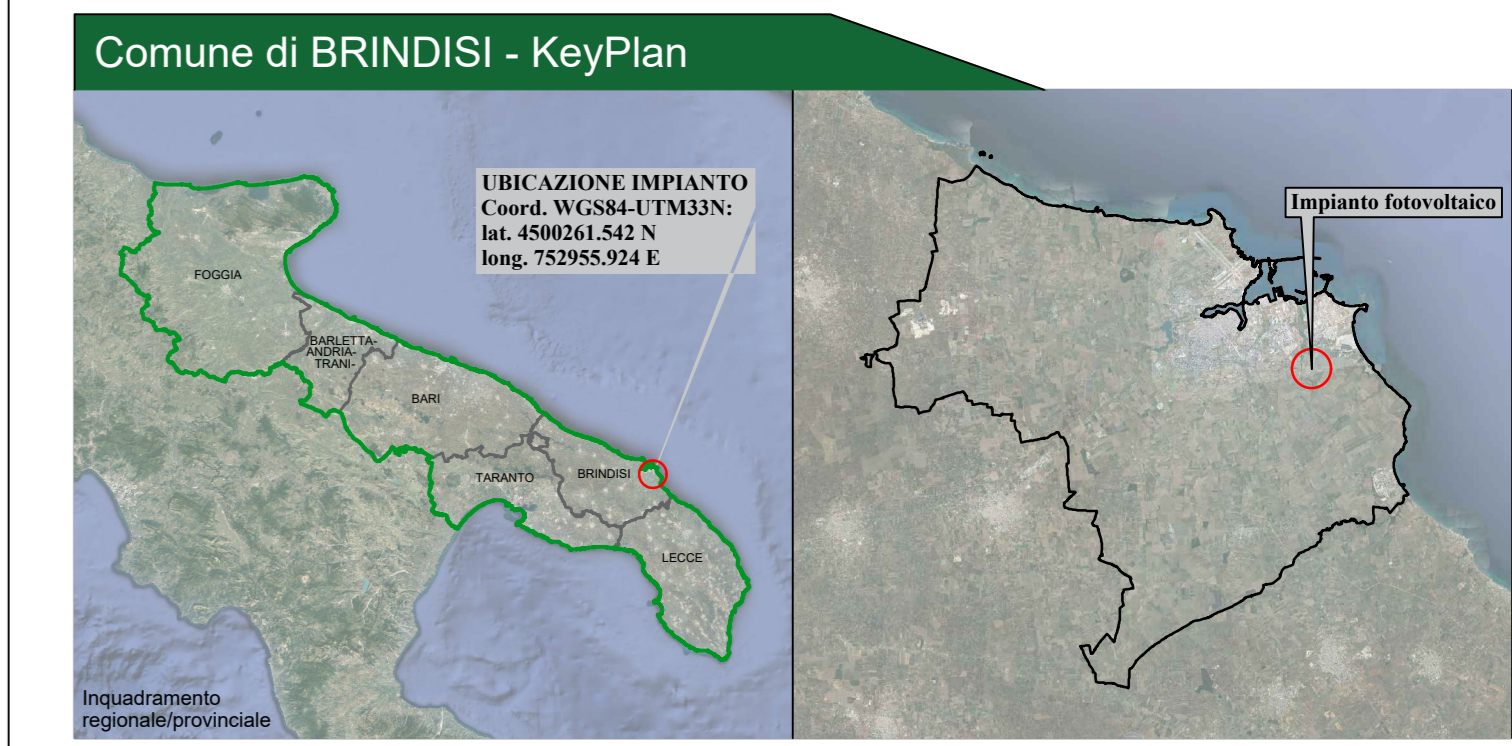 Comune di BRINDISI - KeyPlan
UBICAZIONE IMPIANTO
Coord. WGS84-UTM33N:
lat. 4500261.542 N
long. 752955.924 E
FOGGIA
BARLETTA-
ANDRIA-
TRANI-
BARI
TARANTO
BRINDISI
LECCE
Inquadramento
regionale/provinciale
Impianto fotovoltaico